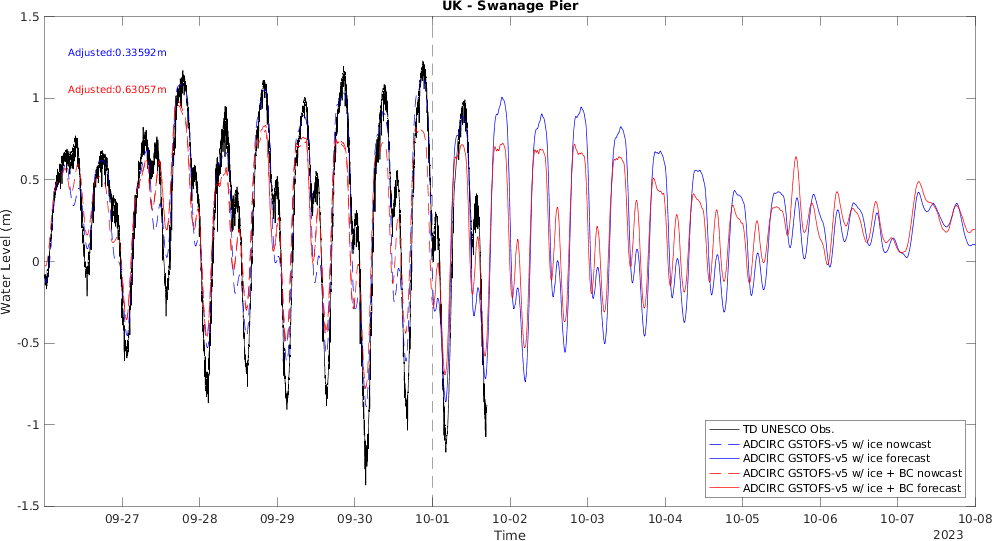 UK - Swanage Pier
1.5
1
0.5
0
-0.5
-1
-1.5
Water Level (m)
Adjusted:0.33592m
Adjusted:0.63057m
TD UNESCO Obs.
ADCIRC GSTOFS-v5 w/ ice nowcast
ADCIRC GSTOFS-v5 w/ ice forecast
ADCIRC GSTOFS-v5 w/ ice + BC nowcast
ADCIRC GSTOFS-v5 w/ ice + BC forecast
09-27 09-28 09-29 09-30 10-01 10-02 10-03 10-04 10-05 10-06 10-07 10-08
Time
2023